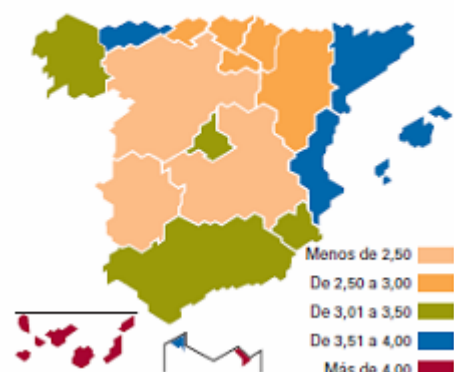 Menos de 2,50
De 2,50 a 3,00
De 3,01 a 3,50
De 3,51 a 4,00
Más de 4,00